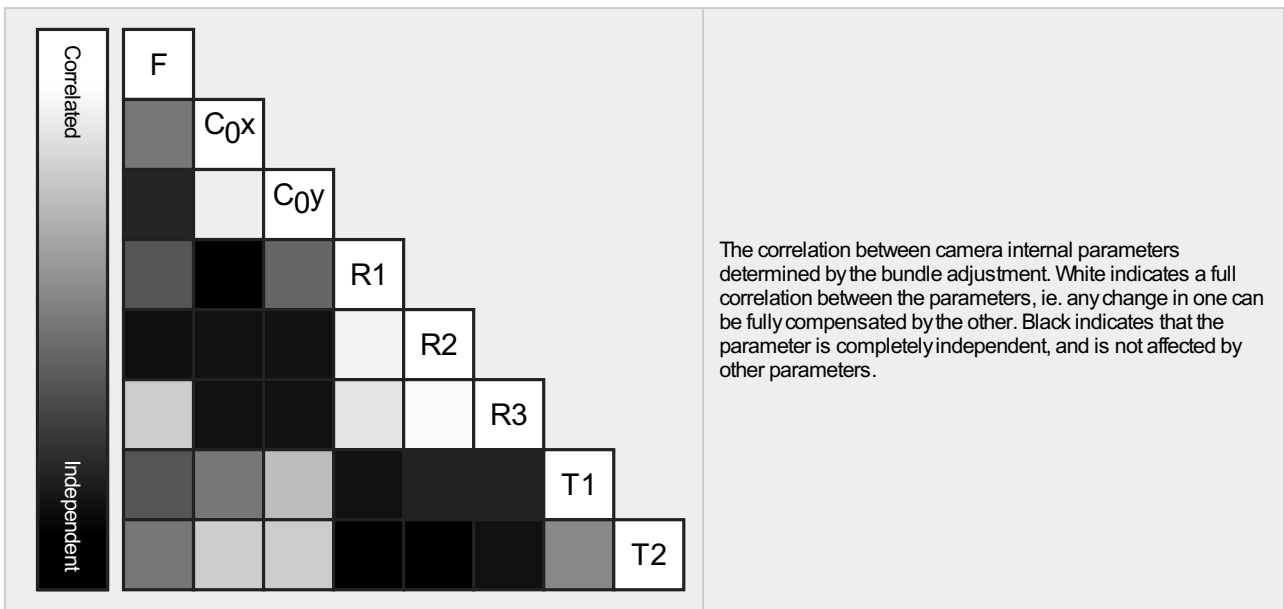 Correlated
Independent
F
C0x
C0y
R1
R2
R3
T1
T2
The correlation between camera internal parameters
determined by the bundle adjustment. White indicates a full
correlation between the parameters, ie. any change in one can
be fully compensated by the other. Black indicates that the
parameter is completely independent, and is not affected by
other parameters.